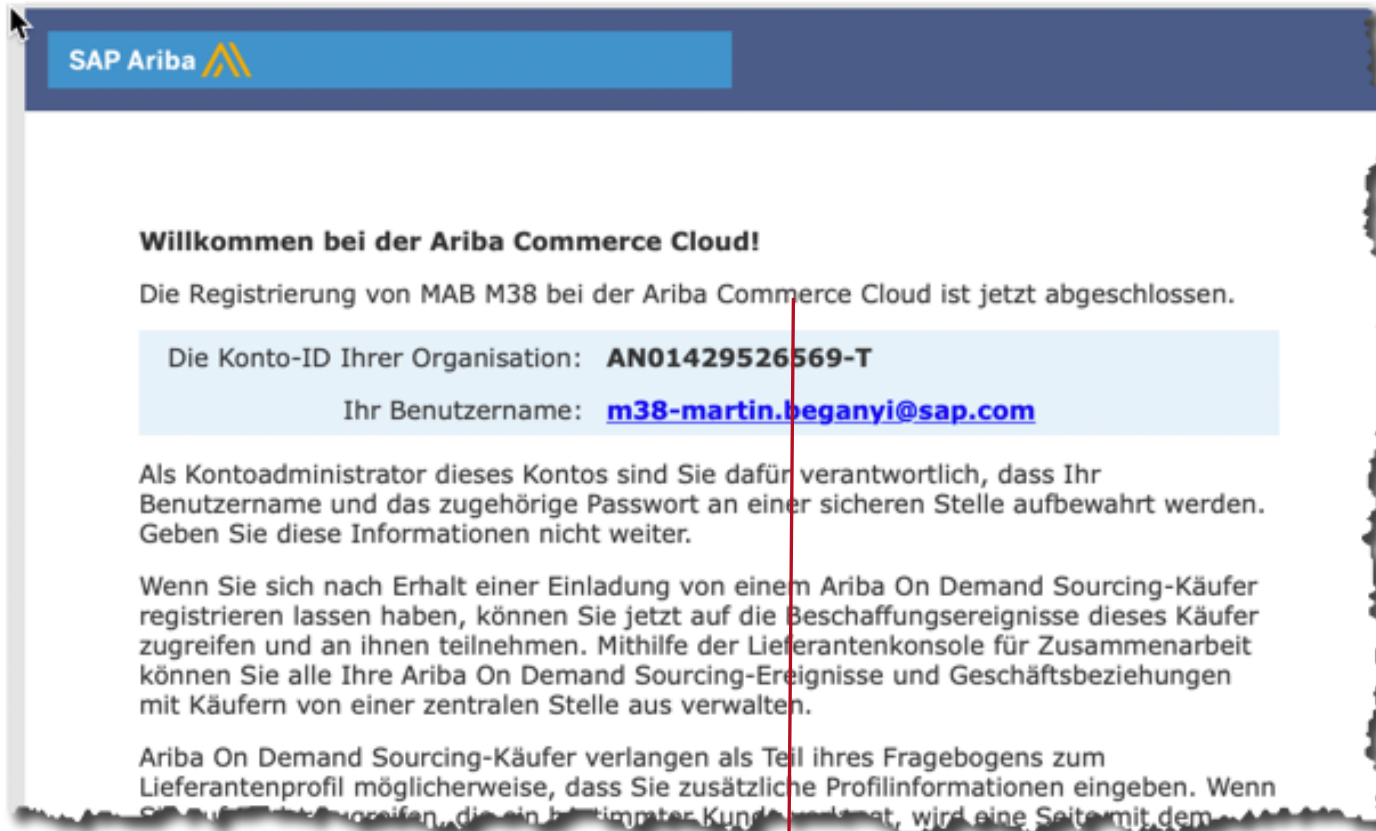 SAP Ariba
Willkommen bei der Ariba Commerce Cloud!
Die Registrierung von MAB M38 bei der Ariba Commerce Cloud ist jetzt abgeschlossen.
Die Konto-ID Ihrer Organisation: AN01429526569-T
Ihr Benutzername: m38-martin.beganyi@sap.com
Als Kontoadministrator dieses Kontos sind Sie dafür verantwortlich, dass Ihr
Benutzername und das zugehörige Passwort an einer sicheren Stelle aufbewahrt werden.
Geben Sie diese Informationen nicht weiter.
Wenn Sie sich nach Erhalt einer Einladung von einem Ariba On Demand Sourcing-Käufer
registrieren lassen haben, können Sie jetzt auf die Beschaffungsereignisse dieses Käufer
zugreifen und an ihnen teilnehmen. Mithilfe der Lieferantenkonsole für Zusammenarbeit
können Sie alle Ihre Ariba On Demand Sourcing-Ereignisse und Geschäftsbeziehungen
mit Käufern von einer zentralen Stelle aus verwalten.
Ariba On Demand Sourcing-Käufer verlangen als Teil ihres Fragebogens zum
Lieferantenprofil möglicherweise, dass Sie zusätzliche Profilinformationen eingeben. Wenn
wird eine Seite mit dem